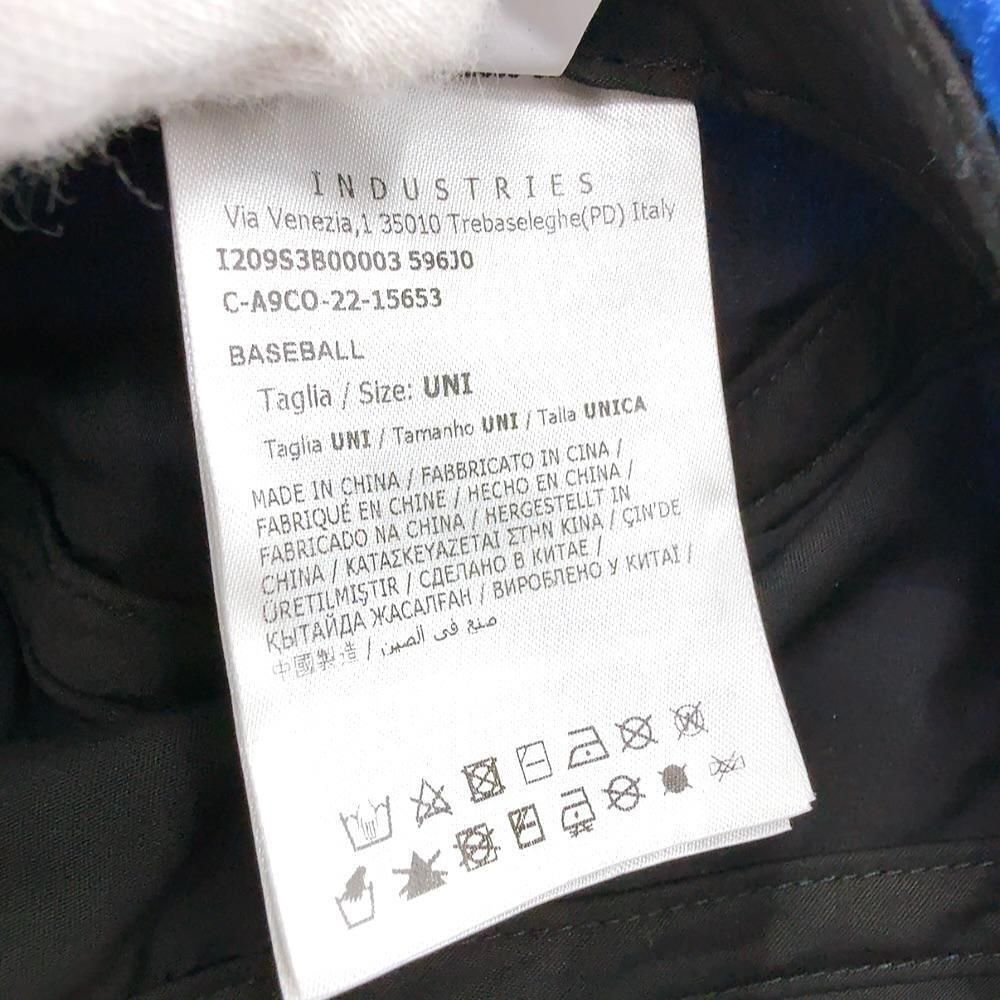 INDUSTRIES
Via Venezia,1 35010 Trebaseleghe(PD) Italy
I209S3B00003 596J0
C-A9CO-22-15653
BASEBALL
Taglia / Size: UNI
Taglia UNI / Tamanho UNI / Talla UNICA
MADE IN CHINA / FABBRICATO IN CINA /
FABRIQUÉ EN CHINE / HECHO EN CHINA /
FABRICADO NA CHINA / HERGESTELLT IN
CHINA / ΚΑΤΑΣΚΕΥΑΖΕΤΑΙ ΣΤΗΝ ΚΙΝΑ / ÇIN'DE
ÜRETILMIŞTIR / СДЕЛАНО В КИТАЕ /
ҚЫТАЙДА ЖАСАЛҒАН / ВИРОБЛЕНО У КИТАЇ /
中國製造 / صنع في الصين